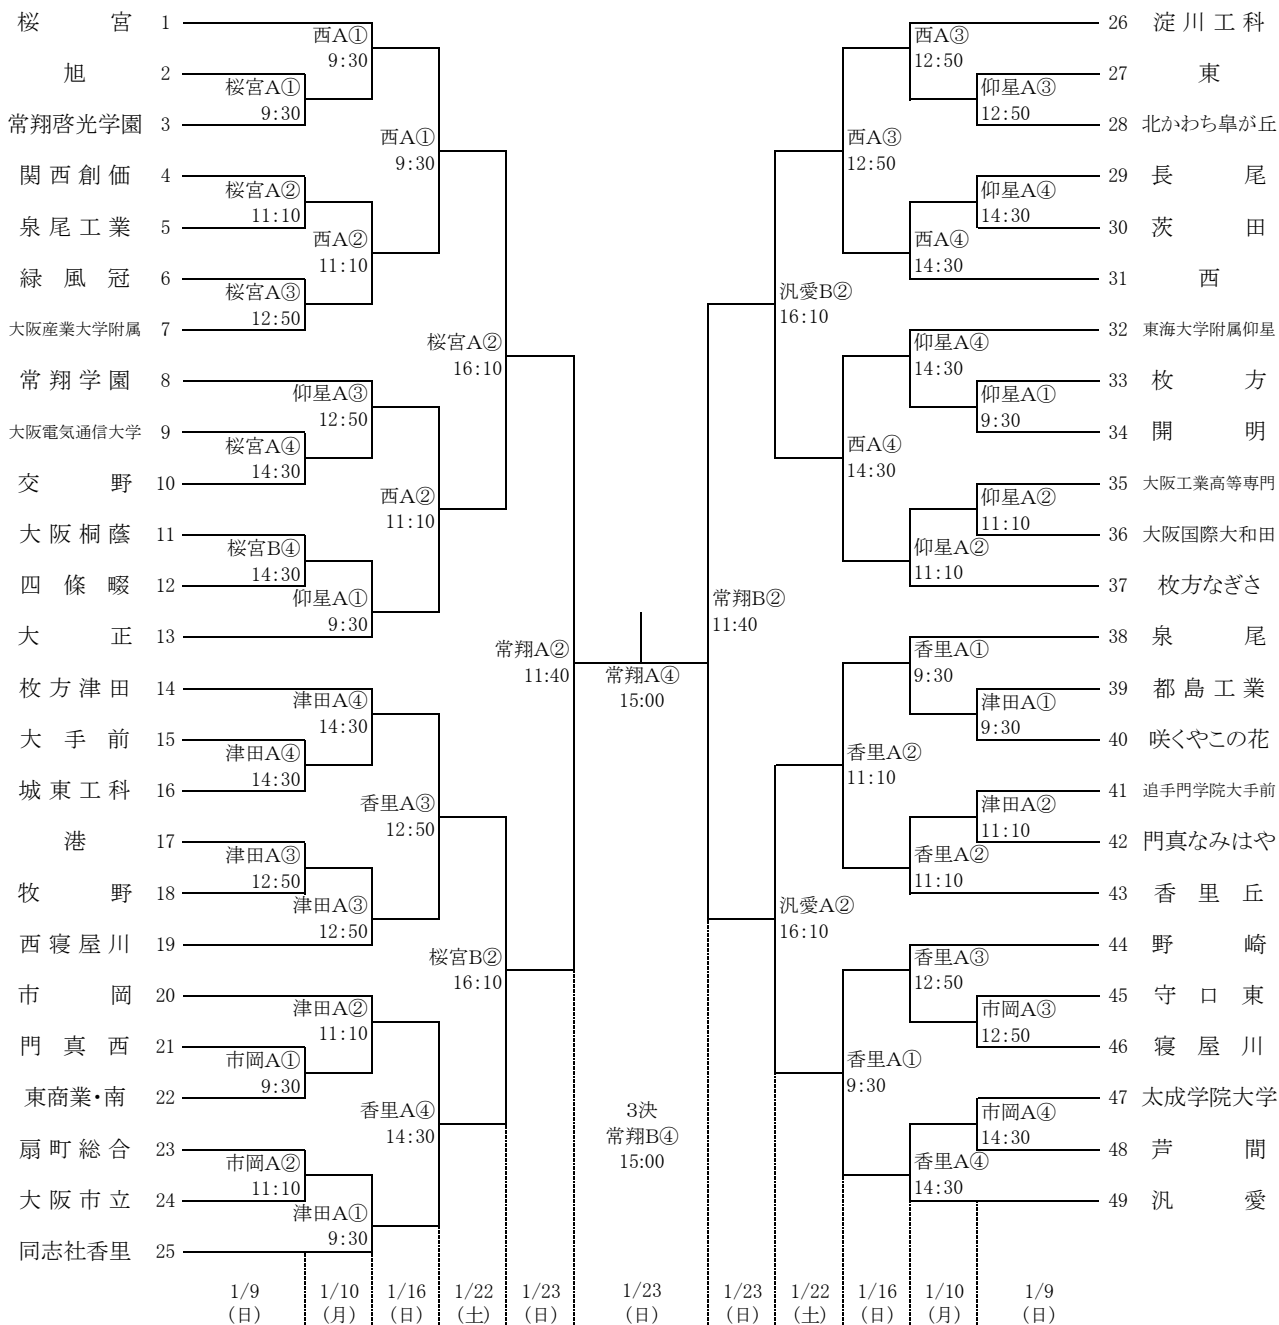 桜宮 1
旭 2
常翔啓光学園 3
関西創価 4
泉尾工業 5
緑風冠 6
大阪産業大学附属 7
常翔学園 8
大阪電気通信大学 9
交野 10
大阪桐蔭 11
四條畷 12
大正 13
枚方津田 14
大手前 15
城東工科 16
港 17
牧野 18
西寝屋川 19
市岡 20
門真西 21
東商業・南 22
扇町総合 23
大阪市立 24
同志社香里 25
桜宮A①
9:30
桜宮A②
11:10
桜宮A③
12:50
桜宮A④
14:30
桜宮B④
14:30
津田A④
14:30
津田A③
12:50
市岡A①
9:30
市岡A②
11:10
西A①
9:30
西A②
11:10
仰星A③
12:50
仰星A①
9:30
津田A④
14:30
津田A③
12:50
津田A②
11:10
津田A①
9:30
西A①
9:30
西A②
11:10
香里A③
12:50
香里A④
14:30
桜宮A②
16:10
桜宮B②
16:10
常翔A②
11:40
常翔A④
15:00
3決
常翔B④
15:00
常翔B②
11:40
汎愛B②
16:10
汎愛A②
16:10
西A③
12:50
西A④
14:30
香里A②
11:10
香里A①
9:30
西A③
12:50
西A④
14:30
仰星A④
14:30
仰星A②
11:10
香里A①
9:30
香里A②
11:10
香里A③
12:50
香里A④
14:30
仰星A③
12:50
仰星A④
14:30
仰星A①
9:30
仰星A②
11:10
津田A①
9:30
津田A②
11:10
市岡A③
12:50
市岡A④
14:30
26 淀川工科
27 東
28 北かわち皐が丘
29 長尾
30 茨田
31 西
32 東海大学附属仰星
33 枚方
34 開明
35 大阪工業高等専門
36 大阪国際大和田
37 枚方なぎさ
38 泉尾
39 都島工業
40 咲くやこの花
41 追手門学院大手前
42 門真なみはや
43 香里丘
44 野崎
45 守口東
46 寝屋川
47 太成学院大学
48 芦間
49 汎愛
1/9 1/10 1/16 1/22 1/23 1/23 1/23 1/22 1/16 1/10 1/9
(日) (月) (日) (土) (日) (日) (日) (土) (日) (月) (日)